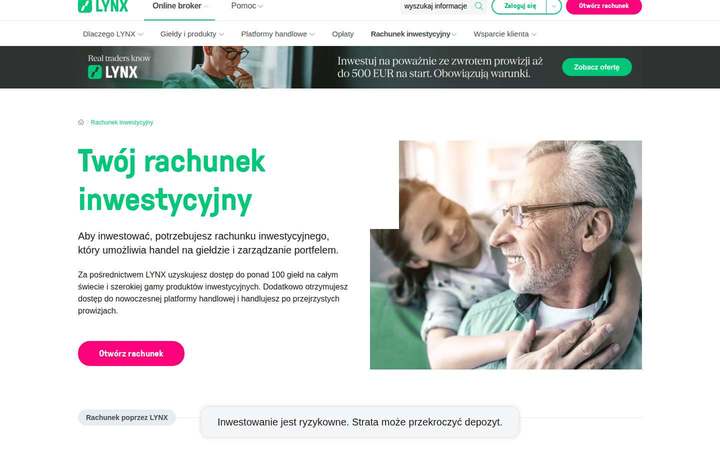 LYNX
Online broker
Pomoc
wyszukaj informacje
Zaloguj się
Otwórz rachunek
Dlaczego LYNX
Giełdy i produkty
Platformy handlowe
Opłaty
Rachunek inwestycyjny
Wsparcie klienta
Real traders know
LYNX
Inwestuj na poważnie ze zwrotem prowizji aż
do 500 EUR na start. Obowiązują warunki.
Zobacz ofertę
Rachunek inwestycyjny
Twój rachunek
inwestycyjny
Aby inwestować, potrzebujesz rachunku inwestycyjnego,
który umożliwia handel na giełdzie i zarządzanie portfelem.
Za pośrednictwem LYNX uzyskujesz dostęp do ponad 100 giełd na całym
świecie i szerokiej gamy produktów inwestycyjnych. Dodatkowo otrzymujesz
dostęp do nowoczesnej platformy handlowej i handlujesz po przejrzystych
prowizjach.
Otwórz rachunek
Rachunek poprzez LYNX
Inwestowanie jest ryzykowne. Strata może przekroczyć depozyt.